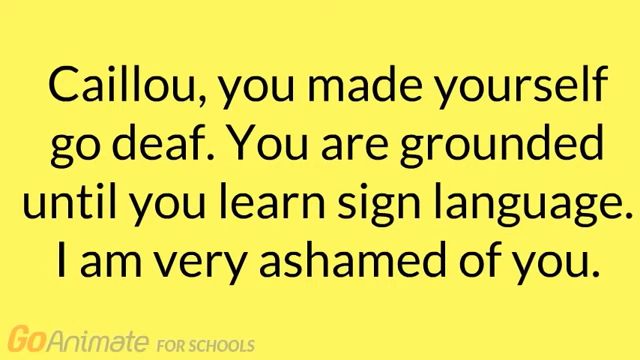 Caillou, you made yourself
go deaf. You are grounded
until you learn sign language.
I am very ashamed of you.
GoAnimate FOR SCHOOLS